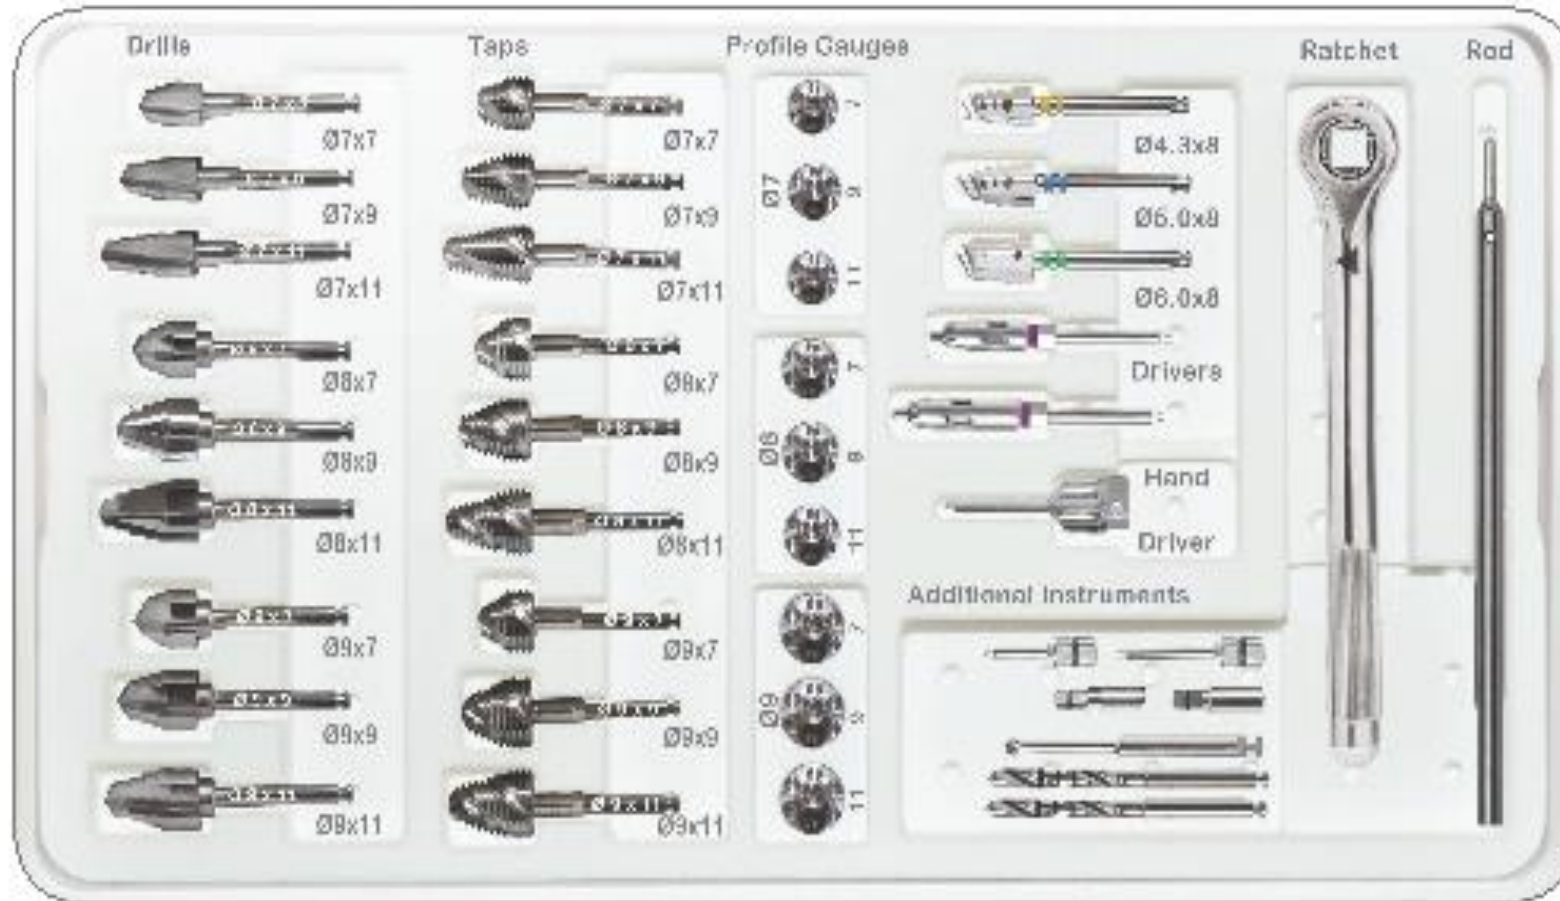 Drills
Ø7x7
Ø7x9
Ø7x11
Ø8x7
Ø8x9
Ø8x11
Ø9x7
Ø9x9
Ø9x11
Taps
Ø7x7
Ø7x9
Ø7x11
Ø8x7
Ø8x9
Ø8x11
Ø9x7
Ø9x9
Ø9x11
Profile Gauges
Ø7
7
9
11
Ø8
7
11
Ø9
7
9
11
Ø4.3x8
Ø5.0x8
Ø6.0x8
Drivers
Hand
Driver
Additional Instruments
Ratchet
Rod